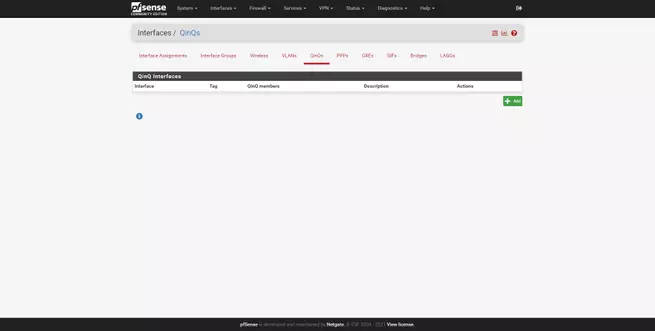 pfsense
COMMUNITY EDITION
System Interfaces Firewall Services VPN Status Diagnostics Help
Interfaces / QinQs
Interface Assignments Interface Groups Wireless VLANs QinQs PPPs GREs GIFs Bridges LAGGs
QinQ Interfaces
Interface Tag QinQ members Description Actions
Add
pfSense is developed and maintained by Netgate. © ESF 2004 - 2021 View license.